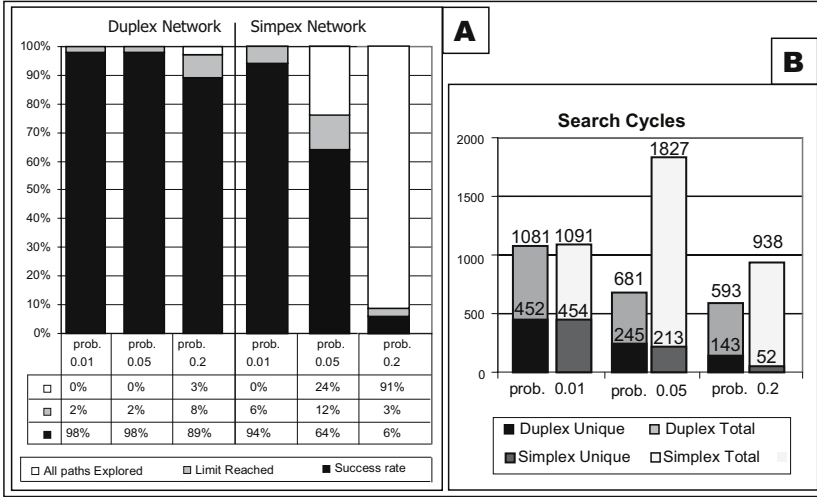 Duplex Network Simpex Network
A
100%
90%
80%
70%
60%
50%
40%
30%
20%
10%
0%
prob. prob. prob. prob. prob. prob.
0.01 0.05 0.2 0.01 0.05 0.2
0% 0% 3% 0% 24% 91%
2% 2% 8% 6% 12% 3%
98% 98% 89% 94% 64% 6%
All paths Explored Limit Reached Success rate
B
Search Cycles
2000
1500
1000
500
0
1081 1091 681 1827 593 938
452 454 245 213 143 52
prob. 0.01 prob. 0.05 prob. 0.2
Duplex Unique Duplex Total
Simplex Unique Simplex Total